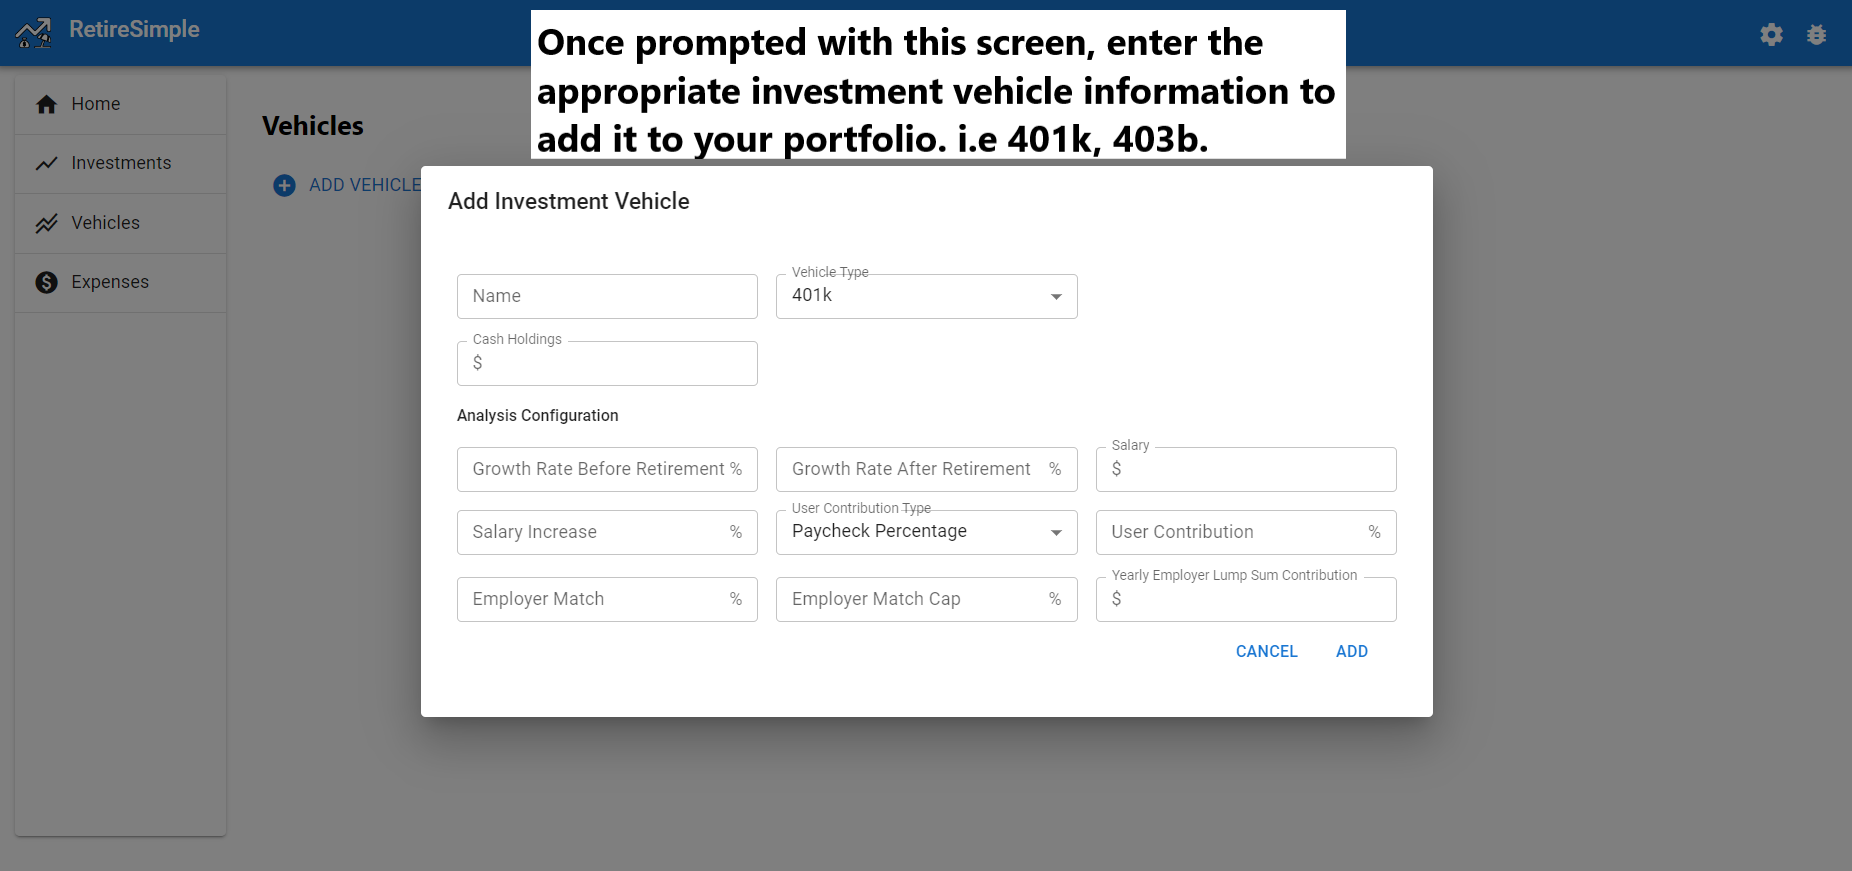 RetireSimple
Once prompted with this screen, enter the
appropriate investment vehicle information to
add it to your portfolio. i.e 401k, 403b.
Home
Investments
Vehicles
Expenses
Vehicles
ADD VEHICLE
Add Investment Vehicle
Name
Vehicle Type
401k
Cash Holdings
$
Analysis Configuration
Growth Rate Before Retirement %
Growth Rate After Retirement %
Salary
$
Salary Increase %
User Contribution Type
Paycheck Percentage
User Contribution %
Employer Match %
Employer Match Cap %
Yearly Employer Lump Sum Contribution
$
CANCEL ADD